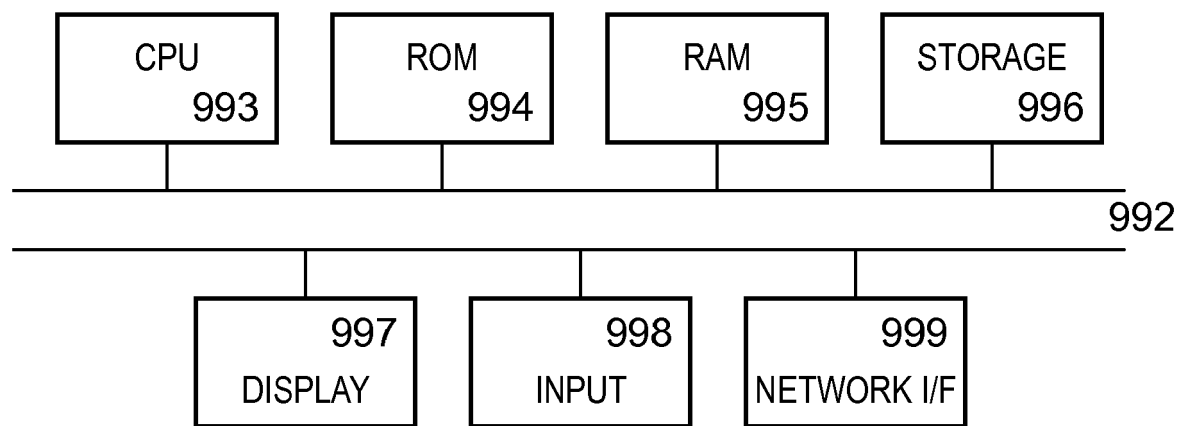 CPU
993
ROM
994
RAM
995
STORAGE
996
992
997
DISPLAY
998
INPUT
999
NETWORK I/F